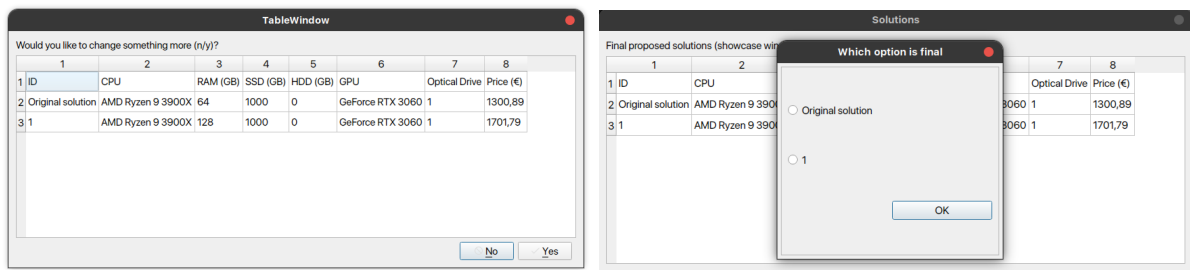 TableWindow
Would you like to change something more (n/y)?
1 2 3 4 5 6 7 8
1 ID CPU RAM (GB) SSD (GB) HDD (GB) GPU Optical Drive Price (€)
2 Original solution AMD Ryzen 9 3900X 64 1000 0 GeForce RTX 3060 1 1300,89
3 1 AMD Ryzen 9 3900X 128 1000 0 GeForce RTX 3060 1 1701,79
No Yes
Solutions
Final proposed solutions (showcase win
1 2 7 8
1 ID CPU Optical Drive Price (€)
2 Original solution AMD Ryzen 9 390 3060 1 1300,89
3 1 AMD Ryzen 9 390 3060 1 1701,79
Which option is final
Original solution
1
OK